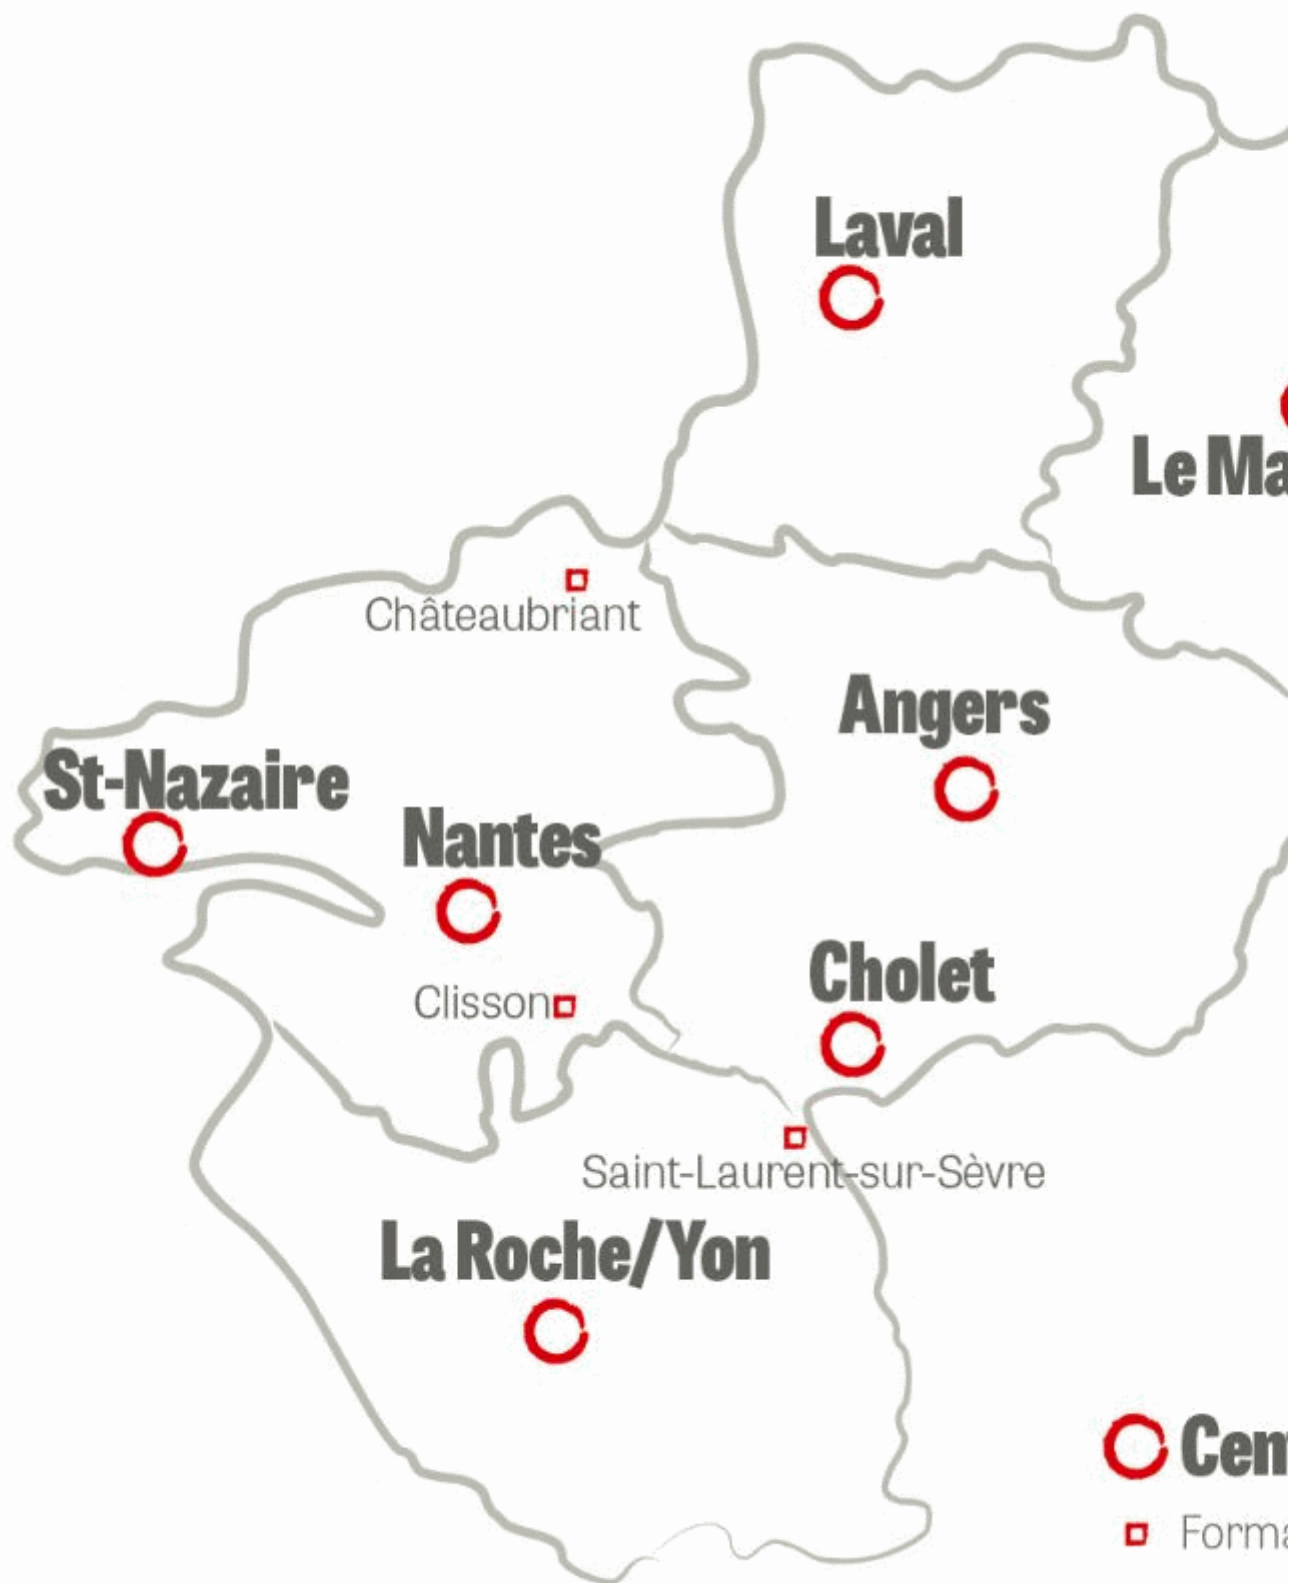 Laval
Le Ma
Châteaubriant
Angers
St-Nazaire
Nantes
Cholet
Clisson
Saint-Laurent-sur-Sèvre
La Roche/Yon
Cen
Forma